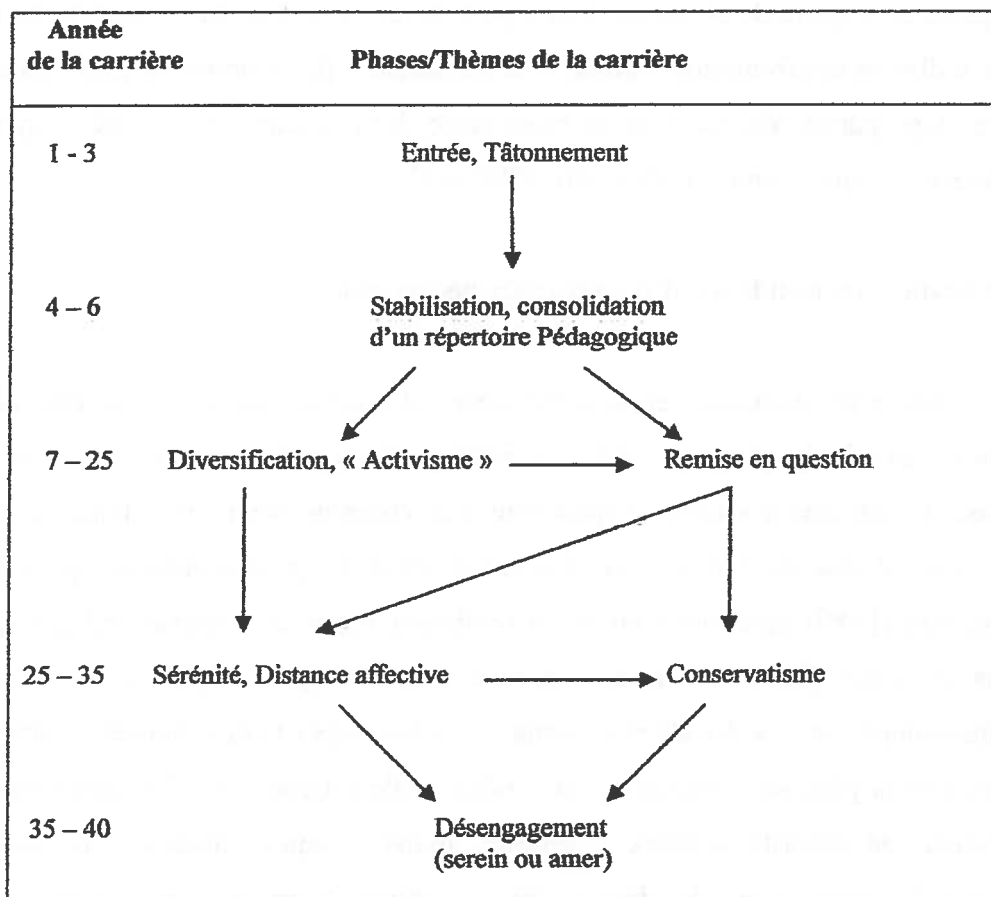 Année
de la carrière Phases/Thèmes de la carrière
1 - 3 Entrée, Tâtonnement
4 – 6 Stabilisation, consolidation
d'un répertoire Pédagogique
7 – 25 Diversification, « Activisme » Remise en question
25 – 35 Sérénité, Distance affective Conservatisme
35 – 40 Désengagement
(serein ou amer)